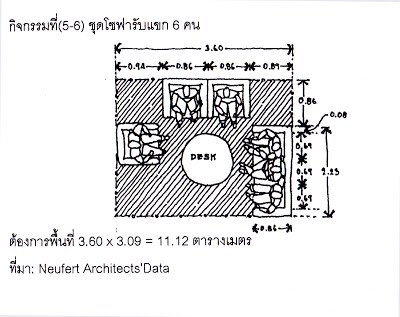 กิจกรรมที่(5-6) ชุดโซฟารับแขก 6 คน
3.60
0.94 0.86 0.86 0.89
0.86
0.08
DESK
0.69
0.69
2.23
0.69
0.86
ต้องการพื้นที่ 3.60 x 3.09 = 11.12 ตารางเมตร
ที่มา: Neufert Architects'Data